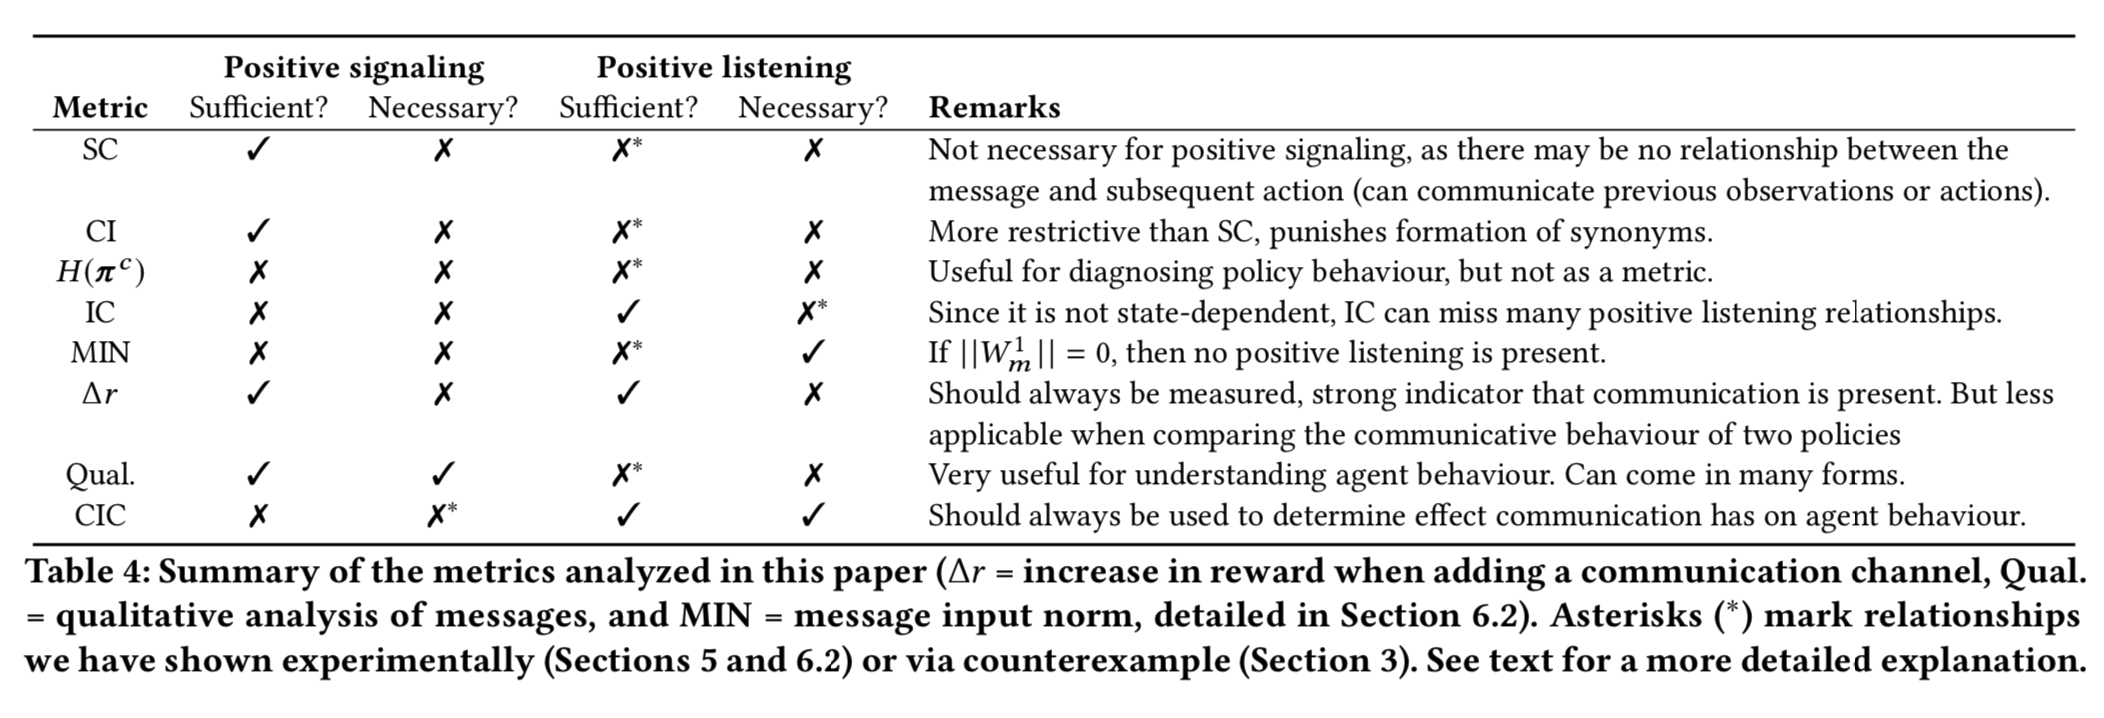 Positive signaling Positive listening
Metric Sufficient? Necessary? Sufficient? Necessary? Remarks
SC ✓ ✗ ✗* ✗ Not necessary for positive signaling, as there may be no relationship between the
message and subsequent action (can communicate previous observations or actions).
CI ✓ ✗ ✗* ✗ More restrictive than SC, punishes formation of synonyms.
H(π^c) ✗ ✗ ✗* ✗ Useful for diagnosing policy behaviour, but not as a metric.
IC ✗ ✗ ✓ ✗* Since it is not state-dependent, IC can miss many positive listening relationships.
MIN ✗ ✗ ✗* ✓ If ||W_m^1|| = 0, then no positive listening is present.
Δr ✓ ✗ ✓ ✗ Should always be measured, strong indicator that communication is present. But less
applicable when comparing the communicative behaviour of two policies
Qual. ✓ ✓ ✗* ✗ Very useful for understanding agent behaviour. Can come in many forms.
CIC ✗ ✗* ✓ ✓ Should always be used to determine effect communication has on agent behaviour.
Table 4: Summary of the metrics analyzed in this paper (Δr = increase in reward when adding a communication channel, Qual.
= qualitative analysis of messages, and MIN = message input norm, detailed in Section 6.2). Asterisks (*) mark relationships
we have shown experimentally (Sections 5 and 6.2) or via counterexample (Section 3). See text for a more detailed explanation.